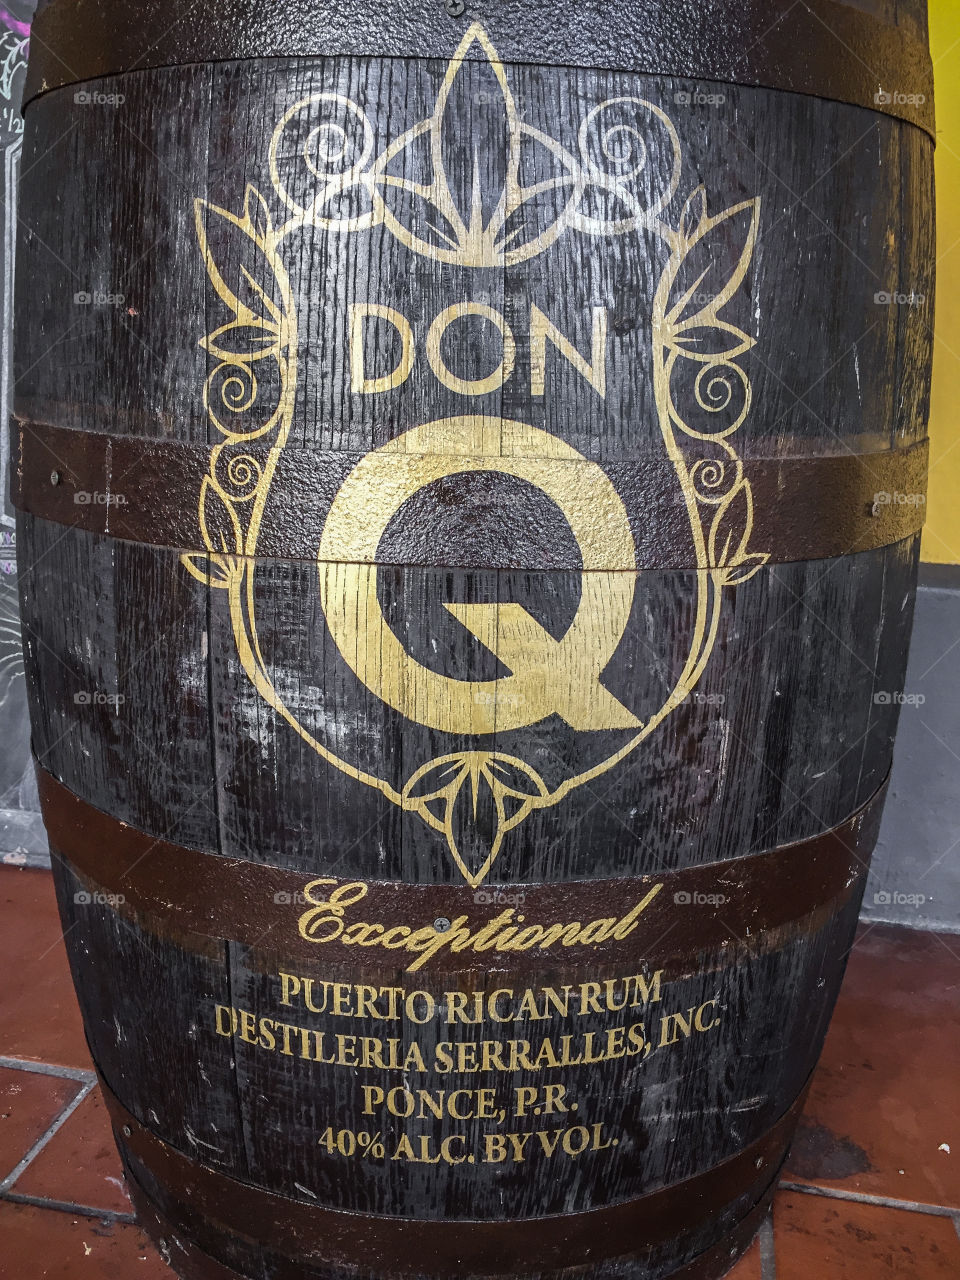 DON
Q
Exceptional
PUERTO RICAN RUM
DESTILERIA SERRALLES, INC.
PONCE, P.R.
40% ALC. BY VOL.